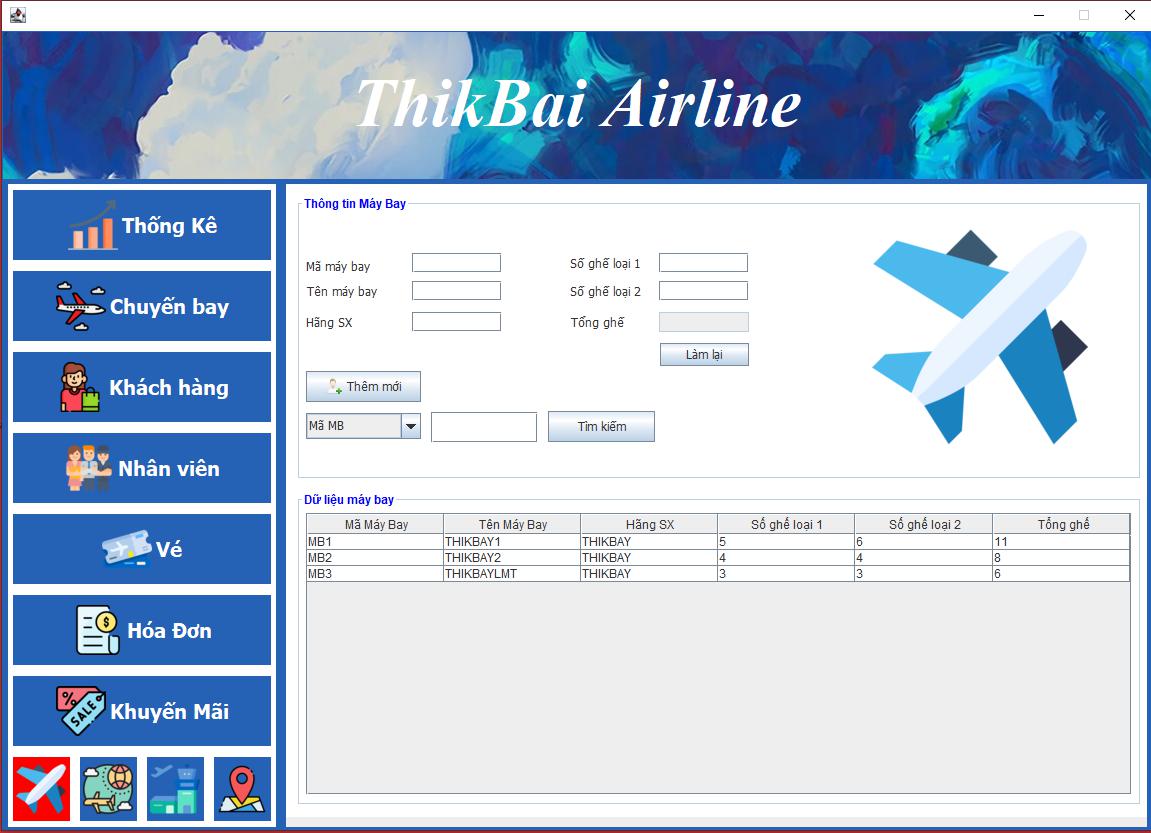 ThikBai Airline
Thống Kê
Chuyến bay
Khách hàng
Nhân viên
Vé
Hóa Đơn
SALE
Khuyến Mãi
Thông tin Máy Bay
Mã máy bay
Số ghế loại 1
Tên máy bay
Số ghế loại 2
Hãng SX
Tổng ghế
Làm lại
Thêm mới
Mã MB
Tìm kiếm
Dữ liệu máy bay
Mã Máy Bay Tên Máy Bay Hãng SX Số ghế loại 1 Số ghế loại 2 Tổng ghế
MB1 THIKBAY1 THIKBAY 5 6 11
MB2 THIKBAY2 THIKBAY 4 4 8
MB3 THIKBAYLMT THIKBAY 3 3 6